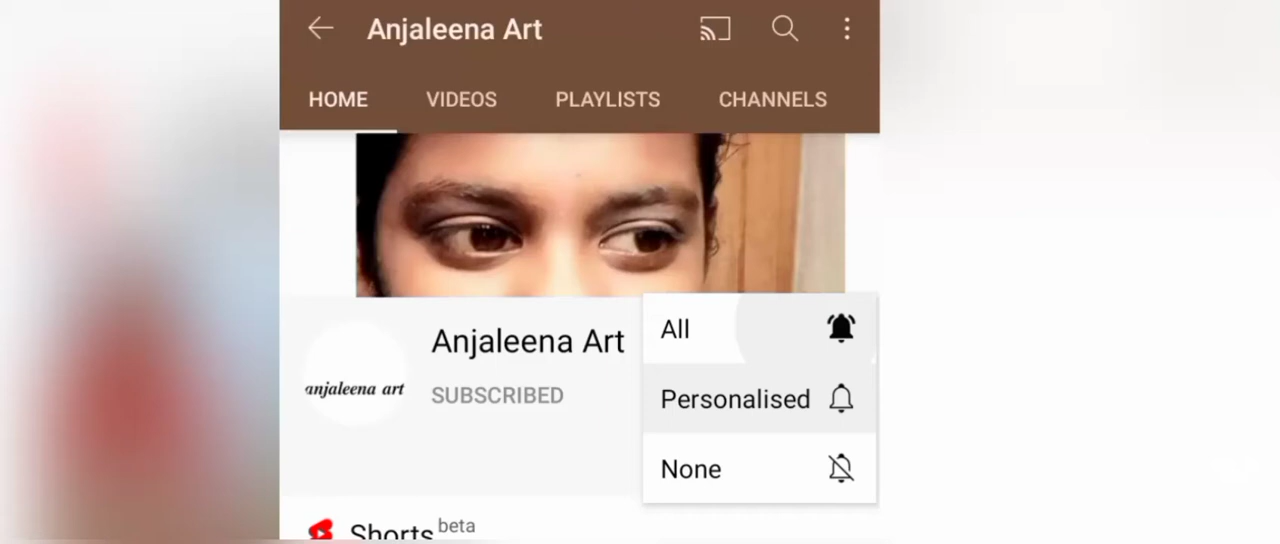 Anjaleena Art
HOME VIDEOS PLAYLISTS CHANNELS
Anjaleena Art
anjaleena art
SUBSCRIBED
All
Personalised
None
Shorts beta